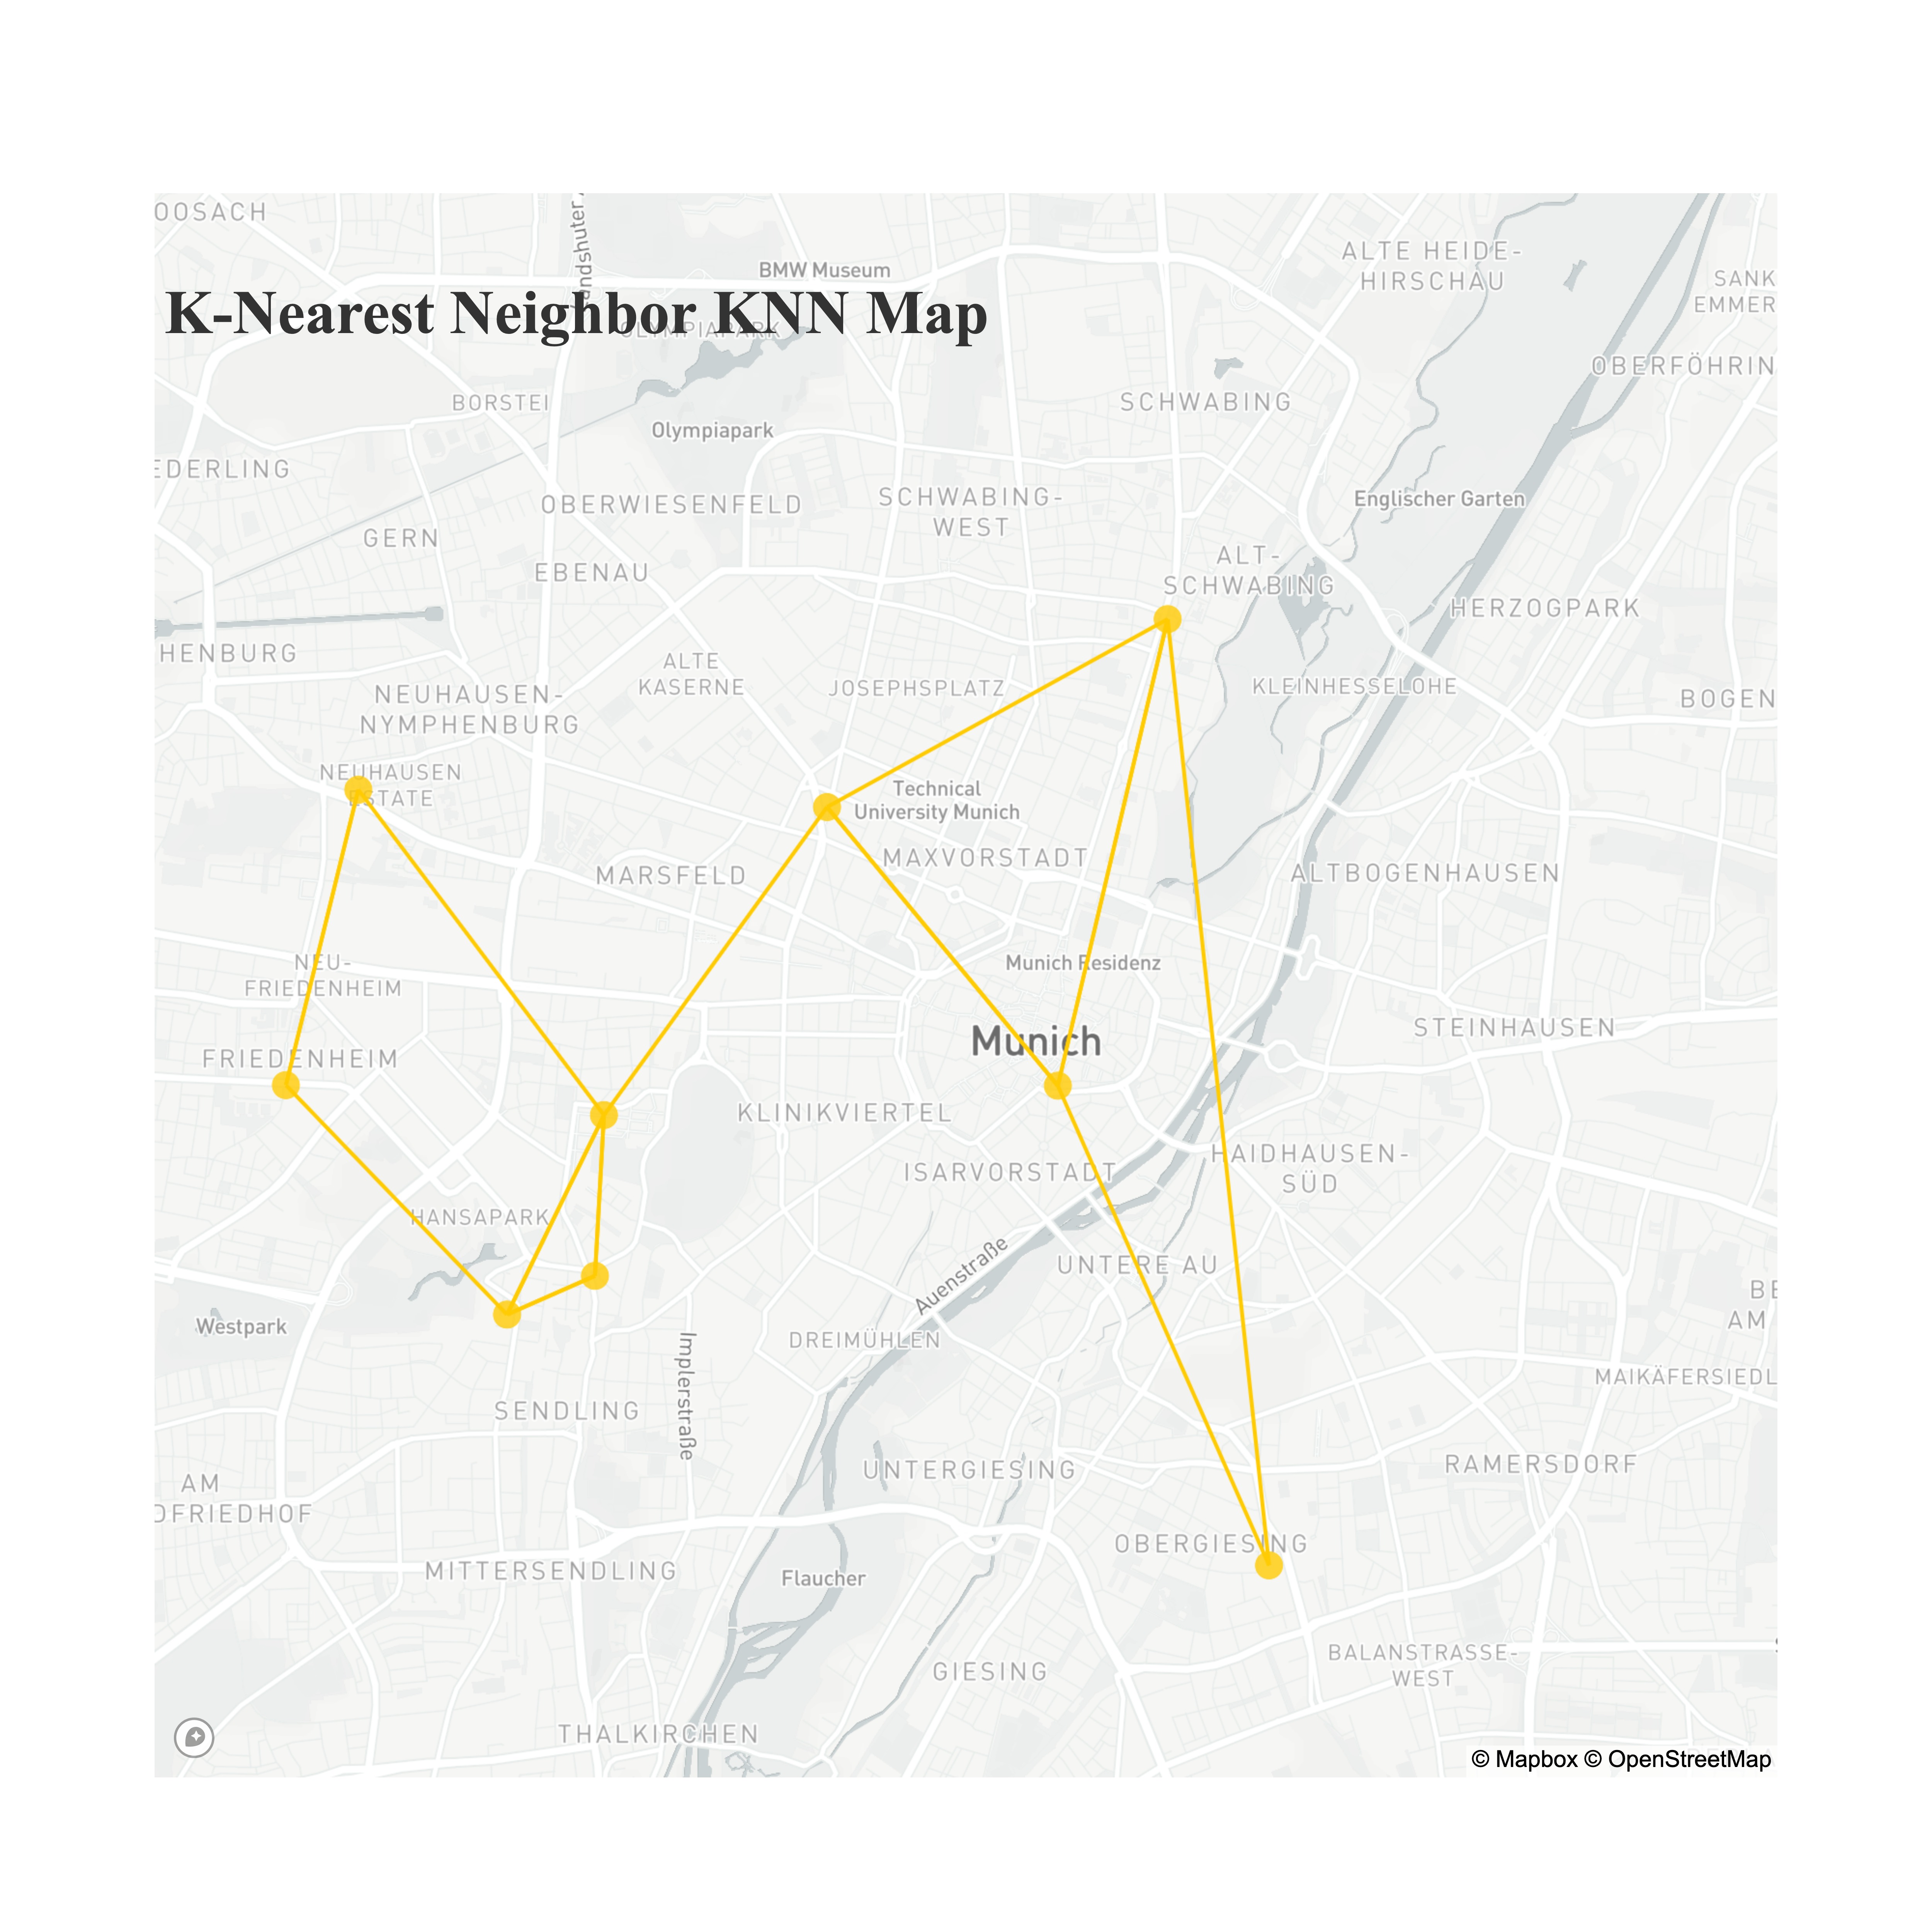 OOSACH
Landshuter
BMW Museum
ALTE HEIDE-
HIRSCHAU
SANK
EMMER
K-Nearest Neighbor KNN Map
OLYMPIAPARK
OBERFÖHRIN
BORSTEI
SCHWABING
Olympiapark
EDERLING
OBERWIESENFELD
SCHWABING-
WEST
Englischer Garten
GERN
EBENAU
ALT-
SCHWABING
HERZOGPARK
HENBURG
ALTE
KASERNE
JOSEPHSPLATZ
KLEINHESSELOHE
NEUHAUSEN-
NYMPHENBURG
BOGEN
NEUHAUSEN
ESTATE
Technical
University Munich
MAXVORSTADT
MARSFELD
ALTBOGENHAUSEN
NEU-
FRIEDENHEIM
Munich Residenz
STEINHAUSEN
Munich
FRIEDENHEIM
KLINIKVIERTEL
HAIDHAUSEN-
SÜD
ISARVORSTADT
HANSAPARK
Auenstraße
UNTERE AU
BE
AM
Westpark
DREIMÜHLEN
Implerstraße
MAIKÄFERSIEDL
SENDLING
UNTERGIESING
RAMERSDORF
AM
DFRIEDHOF
OBERGIESING
MITTERSENDLING
Flaucher
BALANSTRASSE-
WEST
GIESING
THALKIRCHEN
© Mapbox © OpenStreetMap